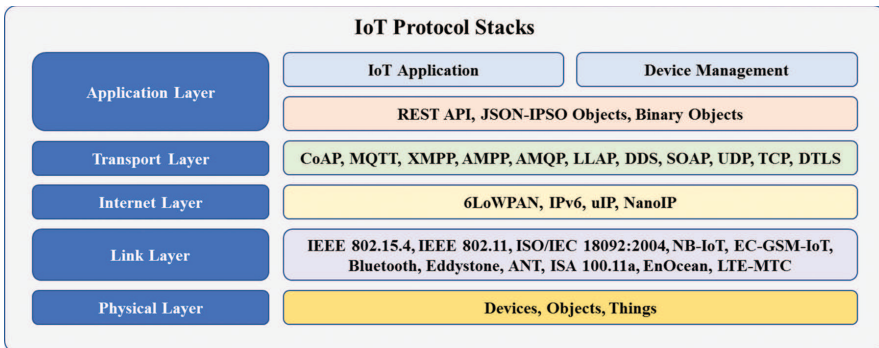 IoT Protocol Stacks
Application Layer
IoT Application
Device Management
REST API, JSON-IPSO Objects, Binary Objects
Transport Layer
CoAP, MQTT, XMPP, AMPP, AMQP, LLAP, DDS, SOAP, UDP, TCP, DTLS
Internet Layer
6LoWPAN, IPv6, uIP, NanoIP
Link Layer
IEEE 802.15.4, IEEE 802.11, ISO/IEC 18092:2004, NB-IoT, EC-GSM-IoT,
Bluetooth, Eddystone, ANT, ISA 100.11a, EnOcean, LTE-MTC
Physical Layer
Devices, Objects, Things